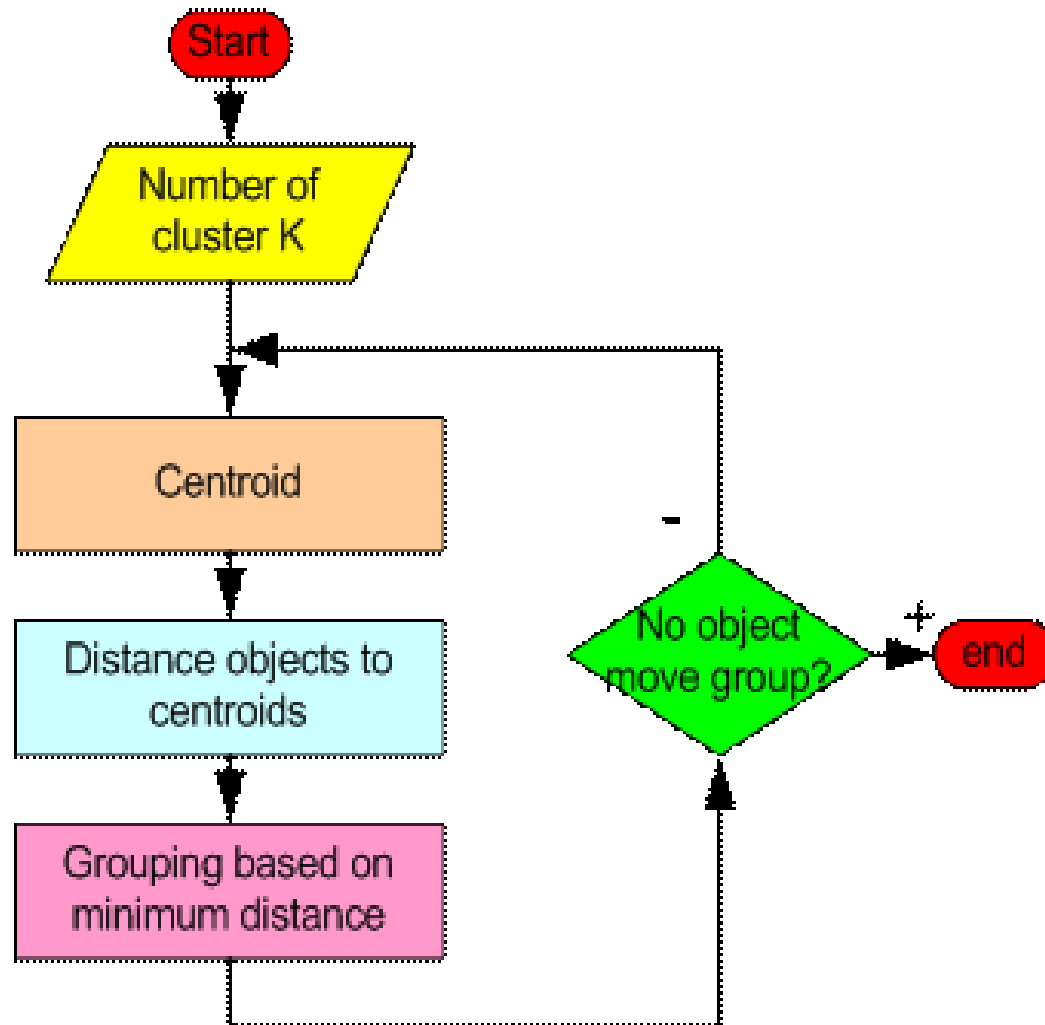 Start
Number of
cluster K
Centroid
Distance objects to
centroids
Grouping based on
minimum distance
-
No object
move group?
+
end